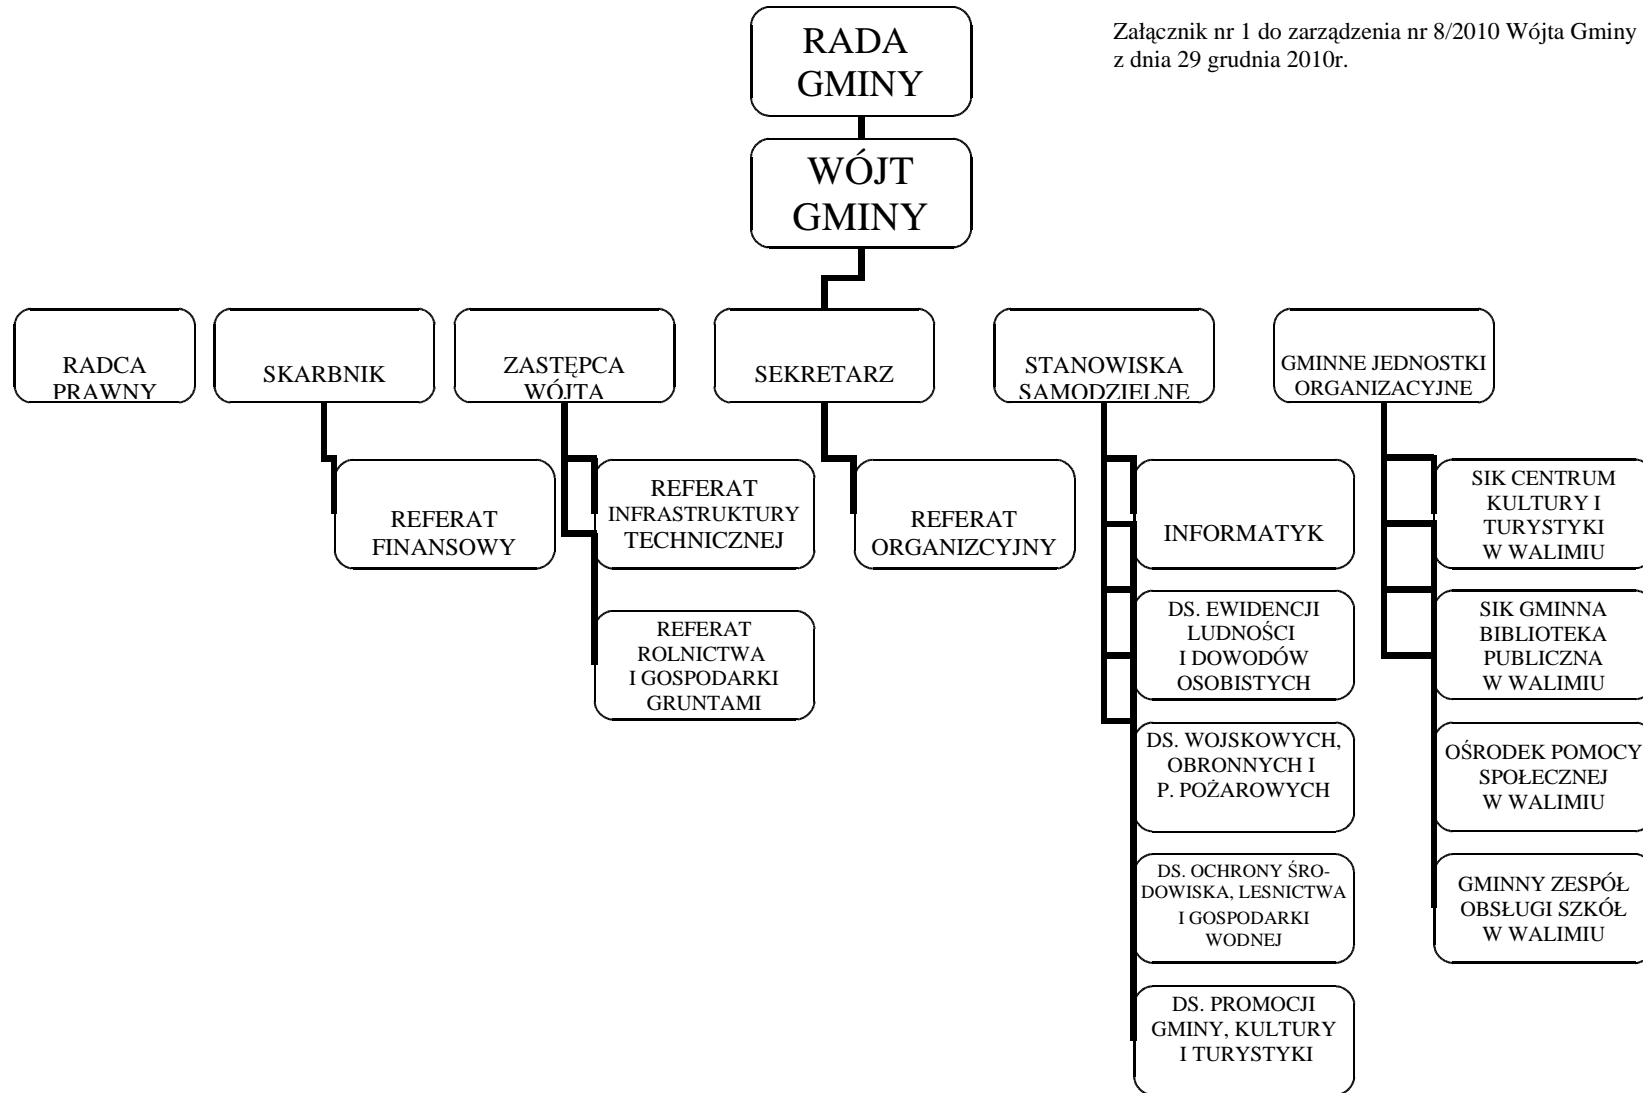 Załącznik nr 1 do zarządzenia nr 8/2010 Wójta Gminy
z dnia 29 grudnia 2010r.
RADA
GMINY
WÓJT
GMINY
RADCA
PRAWNY
SKARBNIK
ZASTĘPCA
WÓJTA
SEKRETARZ
STANOWISKA
SAMODZIELNE
GMINNE JEDNOSTKI
ORGANIZACYJNE
REFERAT
FINANSOWY
REFERAT
INFRASTRUKTURY
TECHNICZNEJ
REFERAT
ROLNICTWA
I GOSPODARKI
GRUNTAMI
REFERAT
ORGANIZCYJNY
INFORMATYK
DS. EWIDENCJI
LUDNOŚCI
I DOWODÓW
OSOBISTYCH
DS. WOJSKOWYCH,
OBRONNYCH I
P. POŻAROWYCH
DS. OCHRONY ŚRO-
DOWISKA, LESNICTWA
I GOSPODARKI
WODNEJ
DS. PROMOCJI
GMINY, KULTURY
I TURYSTYKI
SIK CENTRUM
KULTURY I
TURYSTYKI
W WALIMIU
SIK GMINNA
BIBLIOTEKA
PUBLICZNA
W WALIMIU
OŚRODEK POMOCY
SPOŁECZNEJ
W WALIMIU
GMINNY ZESPÓŁ
OBSŁUGI SZKÓŁ
W WALIMIU